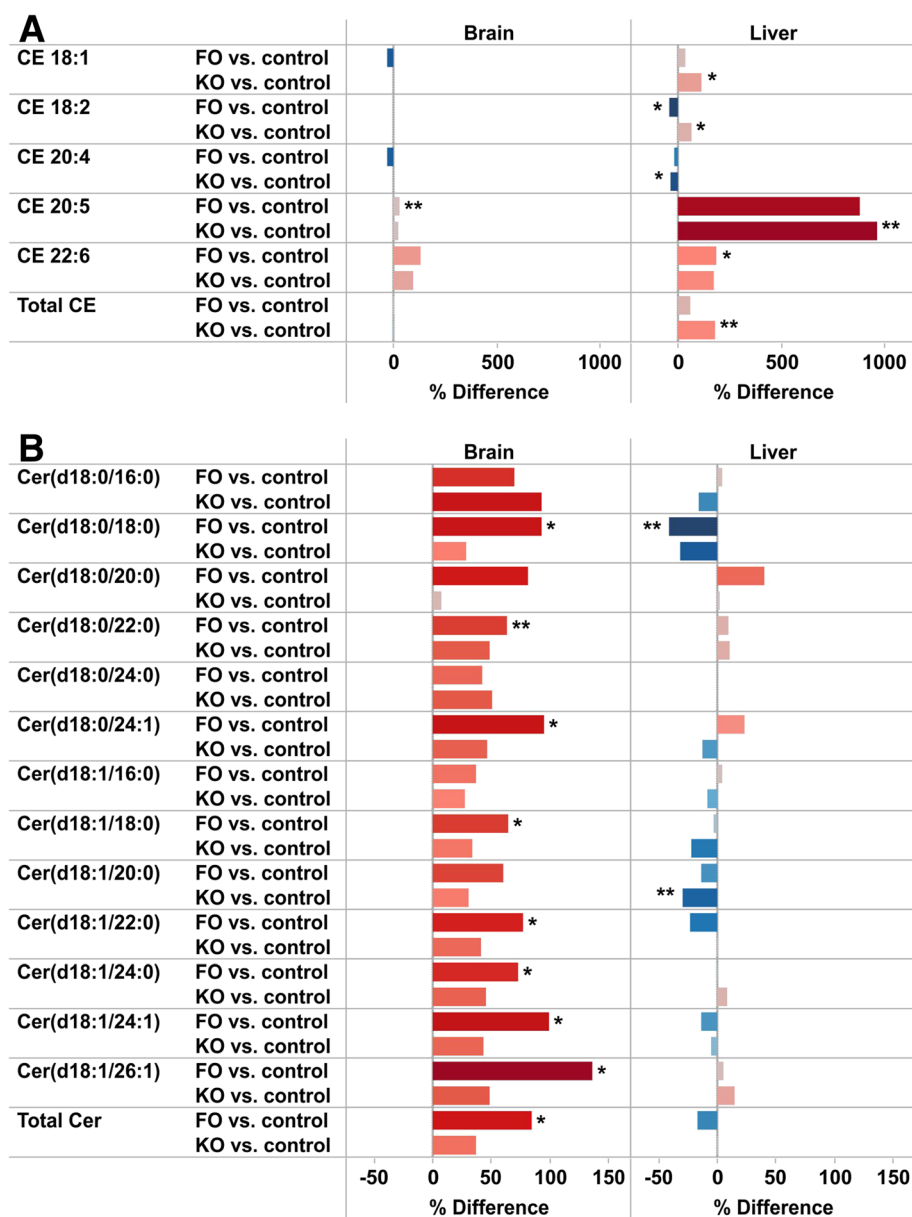 A
Brain Liver
CE 18:1 FO vs. control
KO vs. control *
CE 18:2 FO vs. control *
KO vs. control *
CE 20:4 FO vs. control
KO vs. control *
CE 20:5 FO vs. control **
KO vs. control **
CE 22:6 FO vs. control *
KO vs. control
Total CE FO vs. control
KO vs. control **
0 500 1000 0 500 1000
% Difference % Difference
B
Brain Liver
Cer(d18:0/16:0) FO vs. control
KO vs. control
Cer(d18:0/18:0) FO vs. control * **
KO vs. control
Cer(d18:0/20:0) FO vs. control
KO vs. control
Cer(d18:0/22:0) FO vs. control **
KO vs. control
Cer(d18:0/24:0) FO vs. control
KO vs. control
Cer(d18:0/24:1) FO vs. control *
KO vs. control
Cer(d18:1/16:0) FO vs. control
KO vs. control
Cer(d18:1/18:0) FO vs. control *
KO vs. control
Cer(d18:1/20:0) FO vs. control
KO vs. control **
Cer(d18:1/22:0) FO vs. control *
KO vs. control
Cer(d18:1/24:0) FO vs. control *
KO vs. control
Cer(d18:1/24:1) FO vs. control *
KO vs. control
Cer(d18:1/26:1) FO vs. control *
KO vs. control
Total Cer FO vs. control *
KO vs. control
-50 0 50 100 150 -50 0 50 100 150
% Difference % Difference